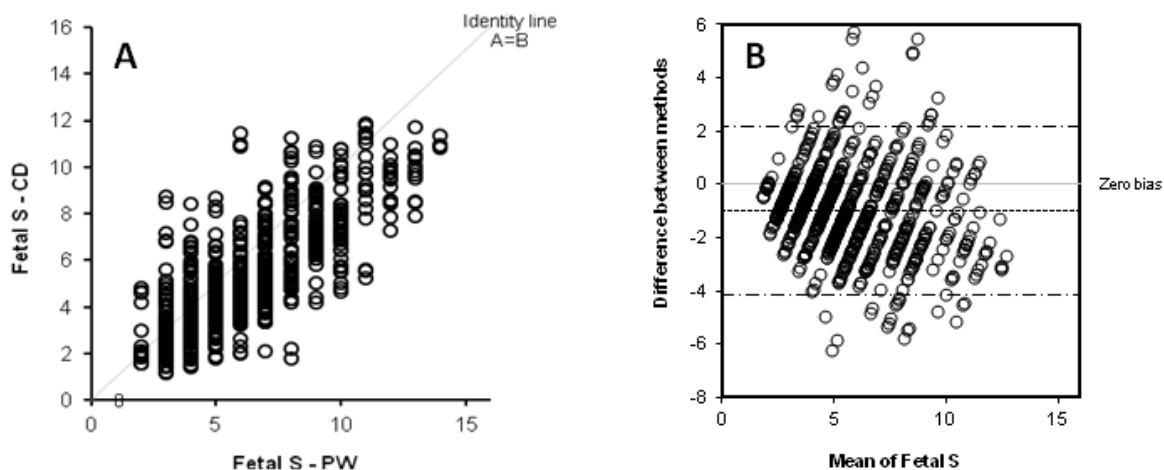 A
Identity line
A=B
Fetal S - CD
16
14
12
10
8
6
4
2
0
0
0 5 10 15
Fetal S - PW
B
Difference between methods
6
4
2
0
-2
-4
-6
-8
Zero bias
0 5 10 15
Mean of Fetal S